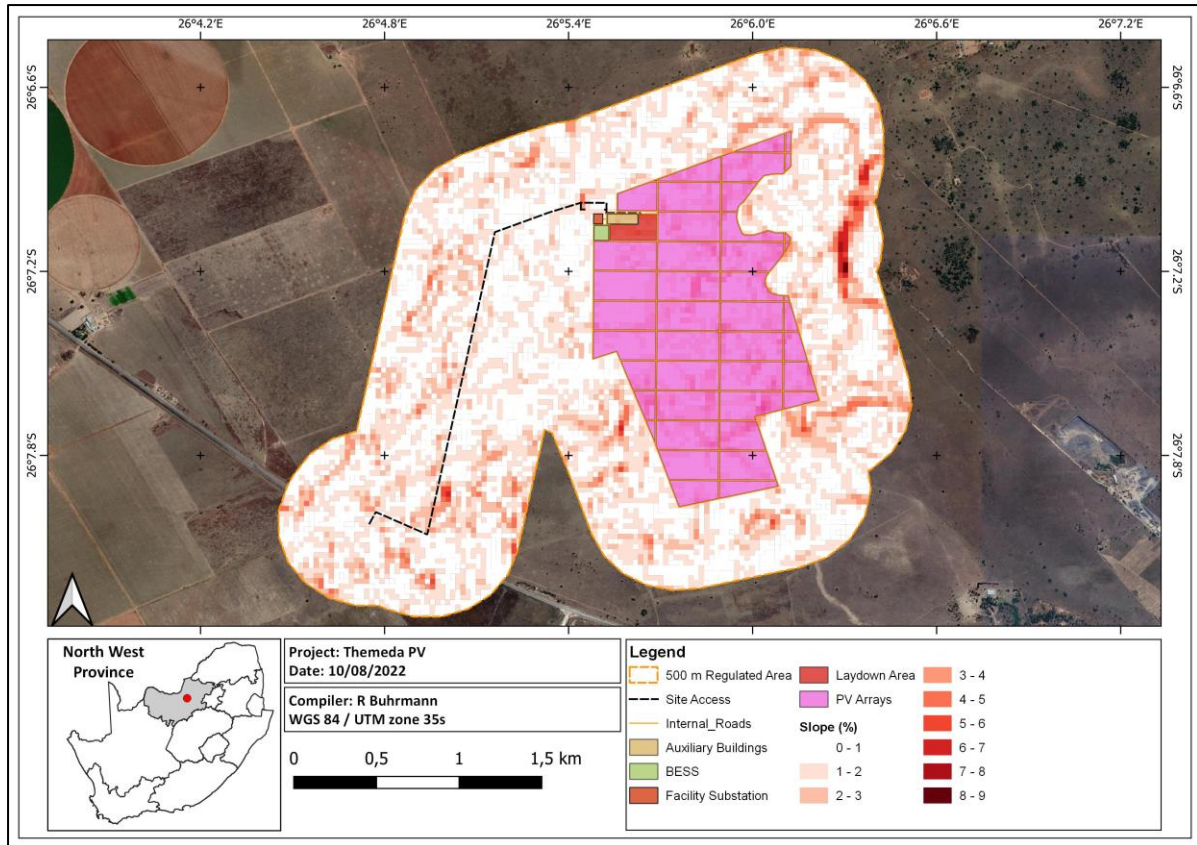 26°4.2'E 26°4.8'E 26°5.4'E 26°6.0'E 26°6.6'E 26°7.2'E
26°6.6'S
26°7.2'S
26°7.8'S
26°6.6'S
26°7.2'S
26°7.8'S
North West
Province
Project: Themeda PV
Date: 10/08/2022
Compiler: R Buhrmann
WGS 84 / UTM zone 35s
0 0,5 1 1,5 km
Legend
500 m Regulated Area
Site Access
Internal_Roads
Auxiliary Buildings
BESS
Facility Substation
Laydown Area
PV Arrays
Slope (%)
0 - 1
1 - 2
2 - 3
3 - 4
4 - 5
5 - 6
6 - 7
7 - 8
8 - 9